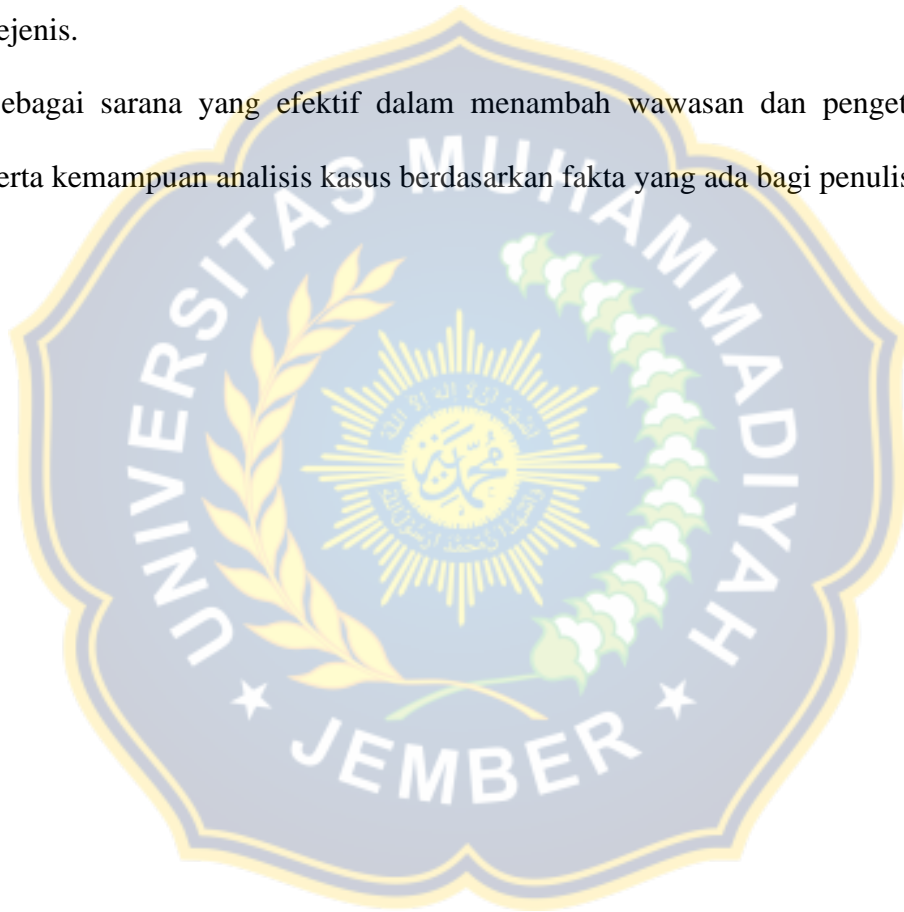 ejenis.
ebagai sarana yang efektif dalam menambah wawasan dan penget
erta kemampuan analisis kasus berdasarkan fakta yang ada bagi penulis
UNIVERSITAS MUHAMMADIYAH
محمد
JEMBER